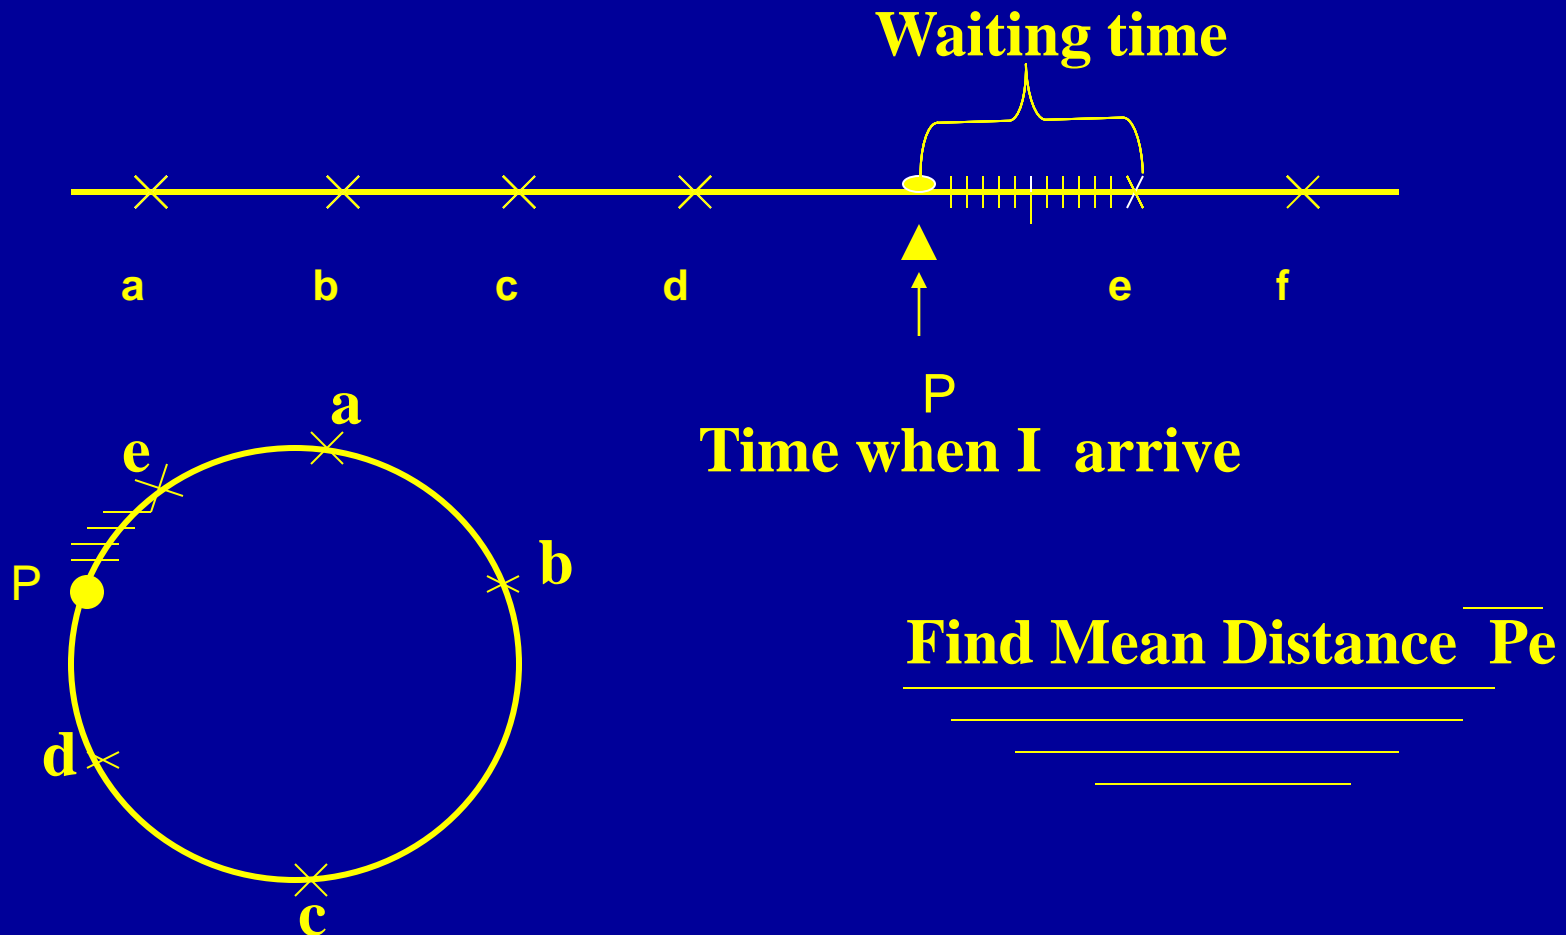 Waiting time
a b c d e f
P
Time when I arrive
a
e
b
P
Find Mean Distance Pe
d
c